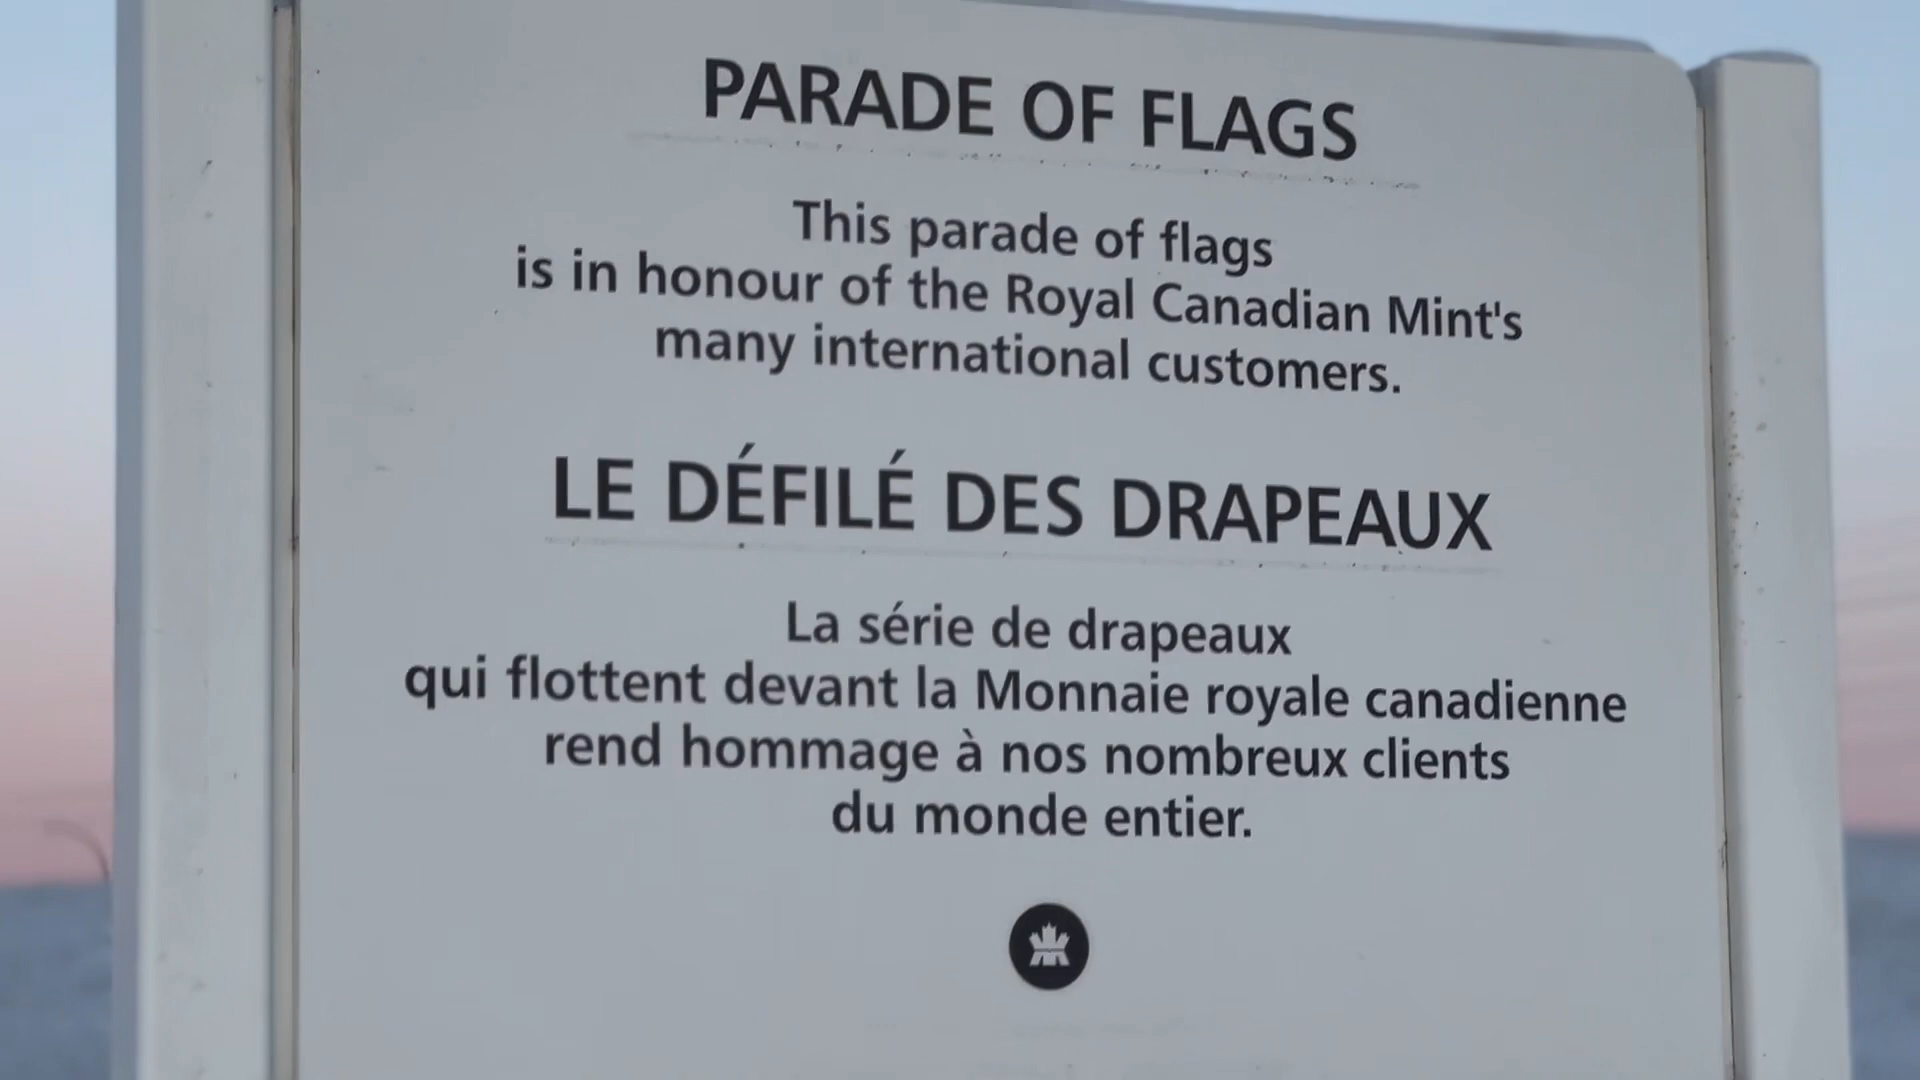 PARADE OF FLAGS
This parade of flags
is in honour of the Royal Canadian Mint's
many international customers.
LE DÉFILÉ DES DRAPEAUX
La série de drapeaux
qui flottent devant la Monnaie royale canadienne
rend hommage à nos nombreux clients
du monde entier.